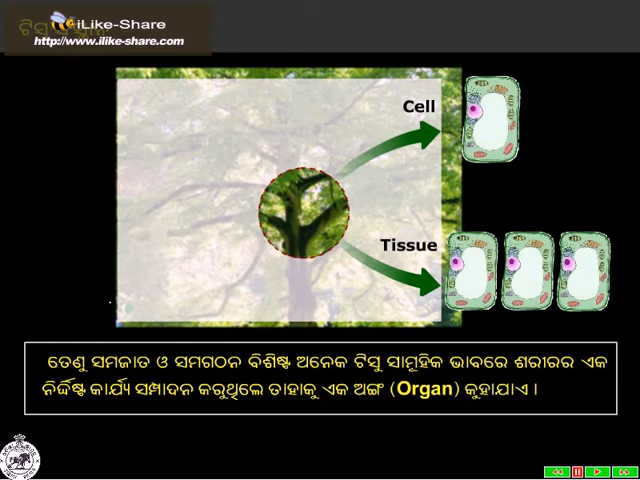 iLike-Share
http://www.ilike-share.com
Cell
Tissue
ତେଣୁ ସମଜାତ ଓ ସମଗଠନ ବିଶିଷ୍ଟ ଅନେକ ଟିସୁ ସାମୂହିକ ଭାବରେ ଶରୀରର ଏକ
ନିର୍ଦ୍ଦିଷ୍ଟ କାର୍ଯ୍ୟ ସମ୍ପାଦନ କରୁଥିଲେ ତାହାକୁ ଏକ ଅଙ୍ଗ (Organ) କୁହାଯାଏ ।